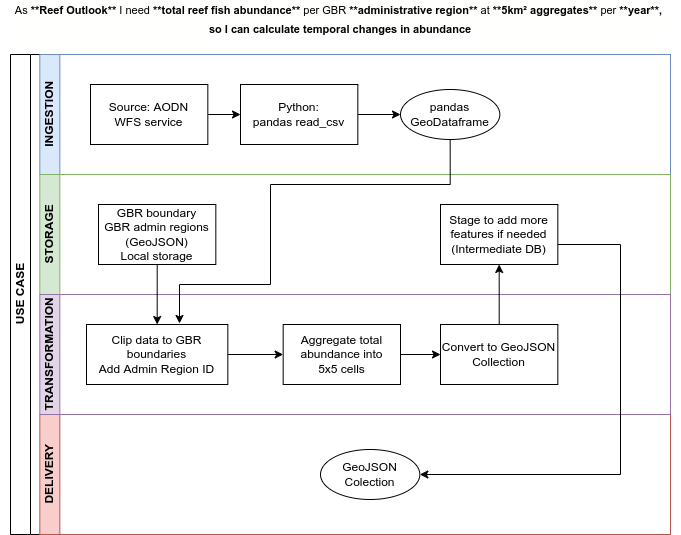 As **Reef Outlook** I need **total reef fish abundance** per GBR **administrative region** at **5km² aggregates** per **year**,
so I can calculate temporal changes in abundance
USE CASE
INGESTION
Source: AODN
WFS service
Python:
pandas read_csv
pandas
GeoDataframe
STORAGE
GBR boundary
GBR admin regions
(GeoJSON)
Local storage
Stage to add more
features if needed
(Intermediate DB)
TRANSFORMATION
Clip data to GBR
boundaries
Add Admin Region ID
Aggregate total
abundance into
5x5 cells
Convert to GeoJSON
Collection
DELIVERY
GeoJSON
Colection